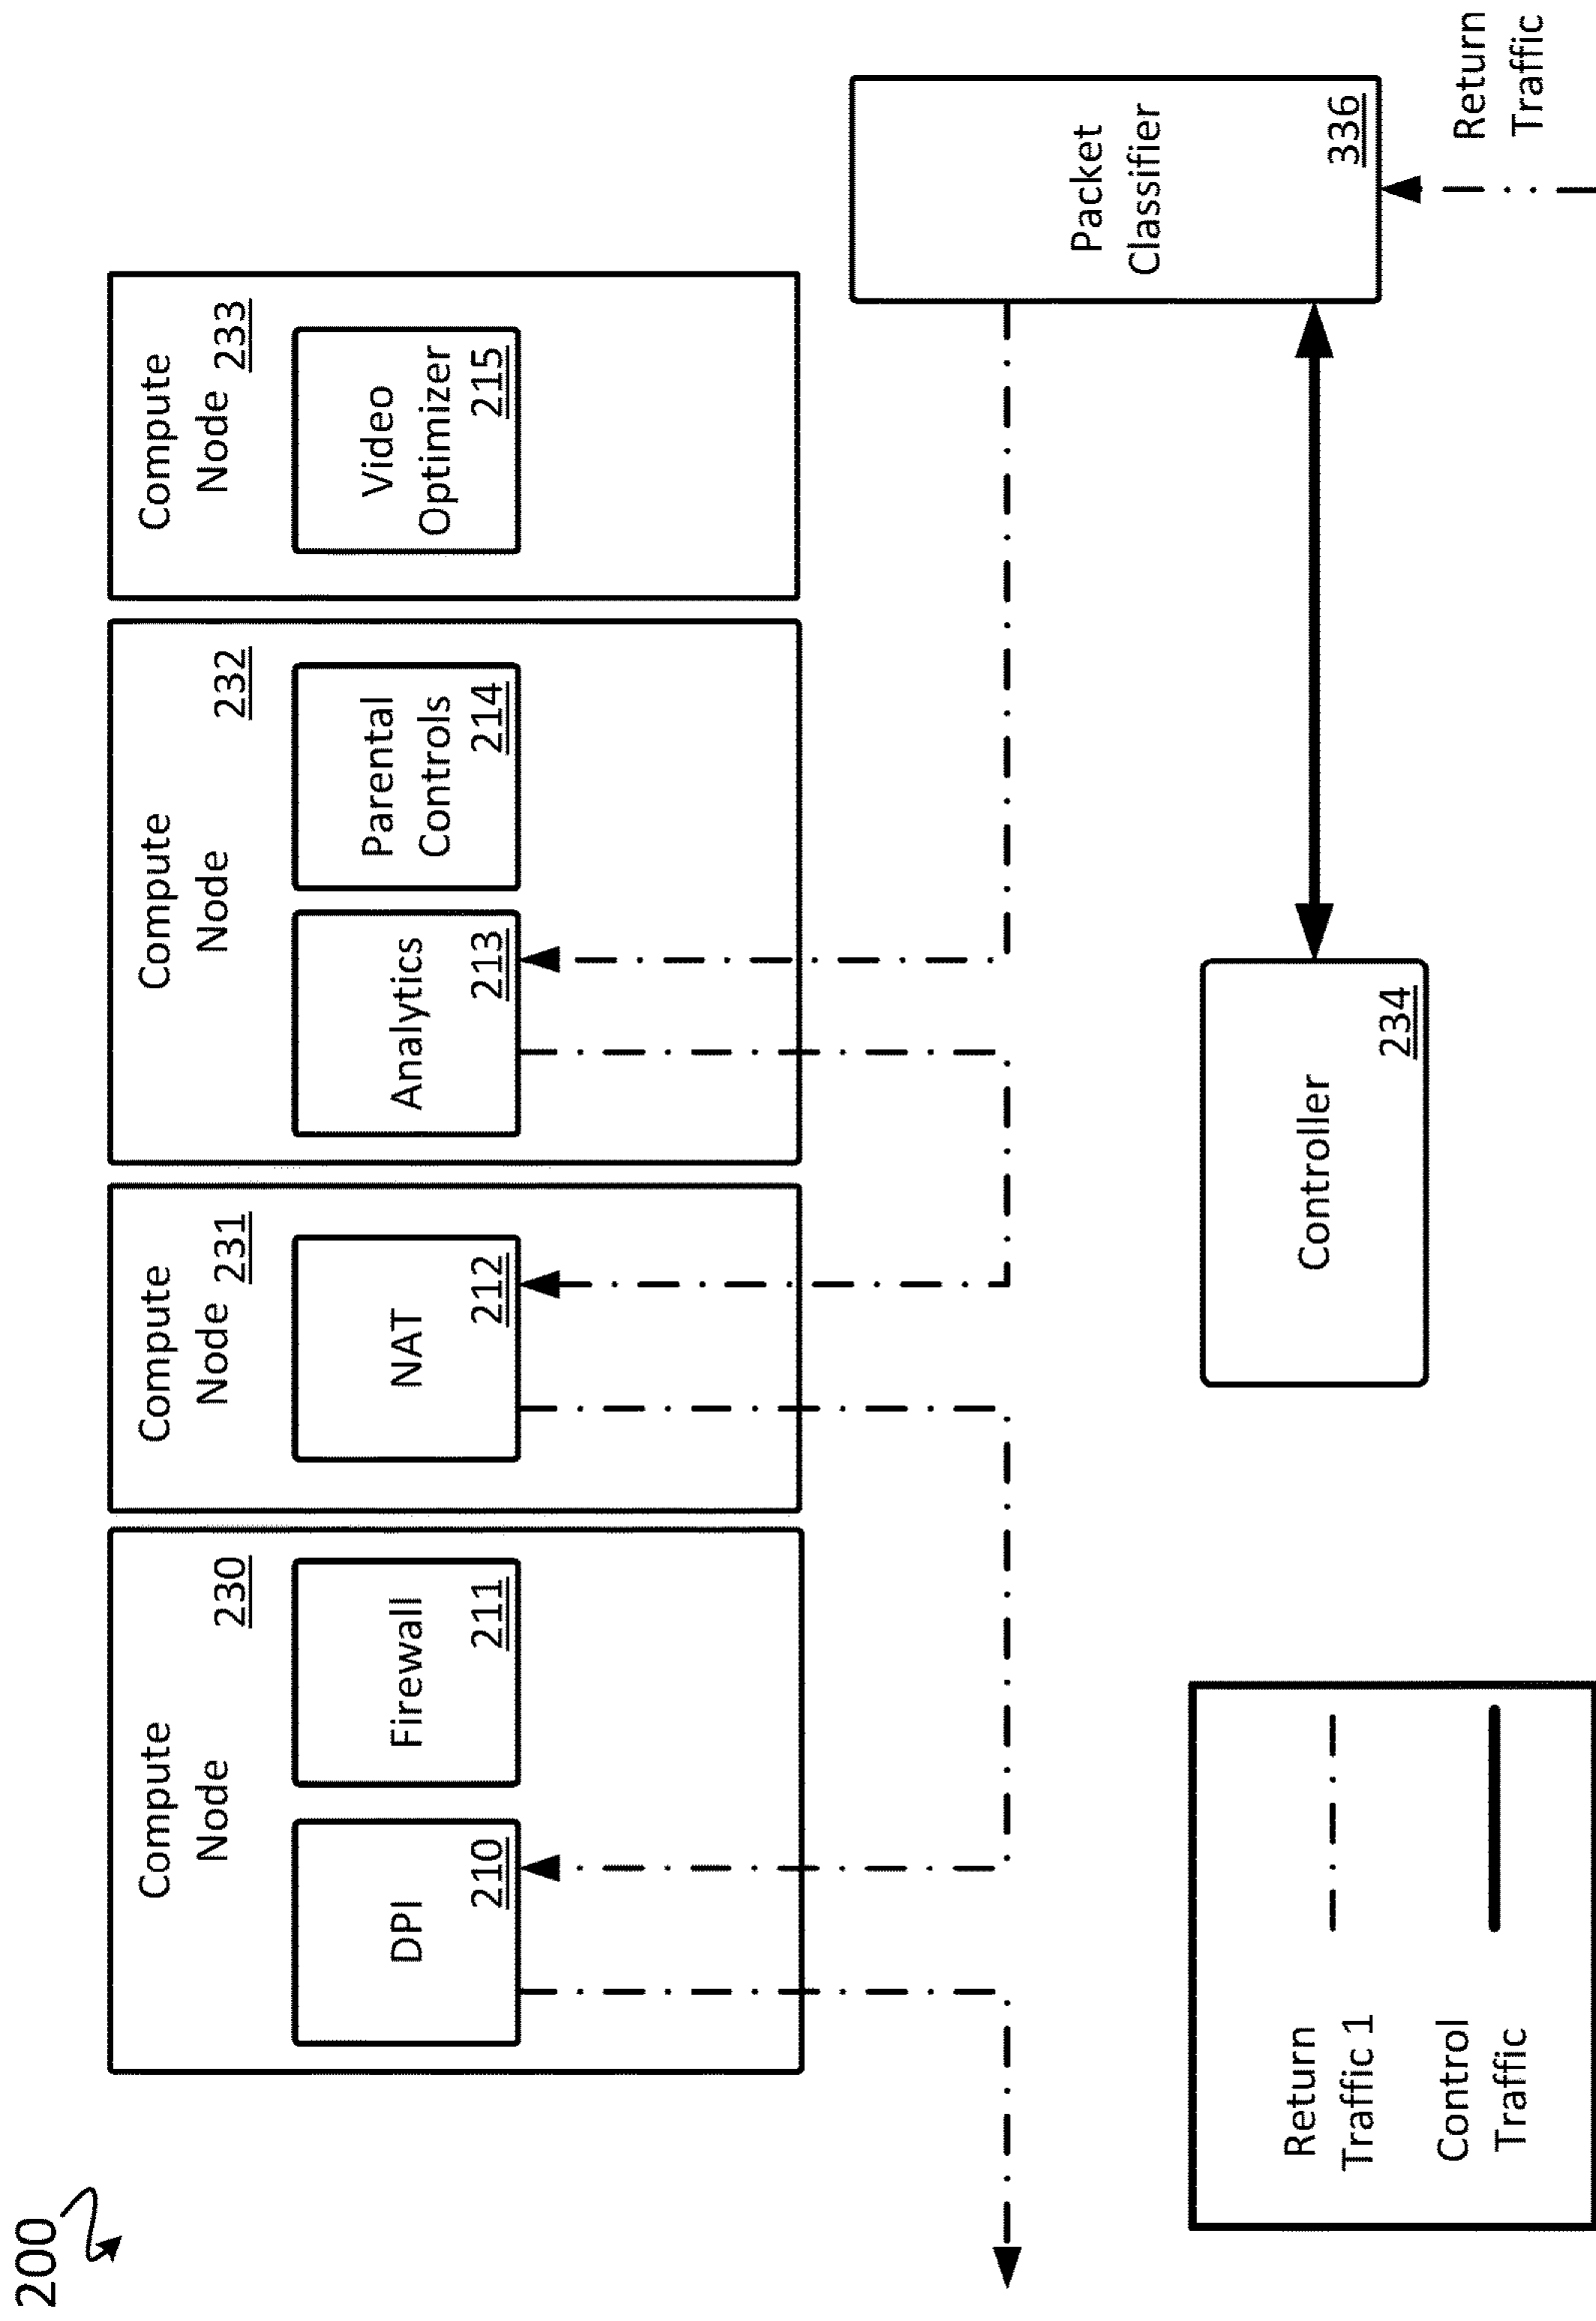 200
Compute
Node
230
DPI
210
Firewall
211
Compute
Node 231
NAT
212
Compute
Node
232
Analytics
213
Parental
Controls
214
Compute
Node 233
Video
Optimizer
215
Packet
Classifier
336
Controller
234
Return
Traffic
Return
Traffic 1
Control
Traffic